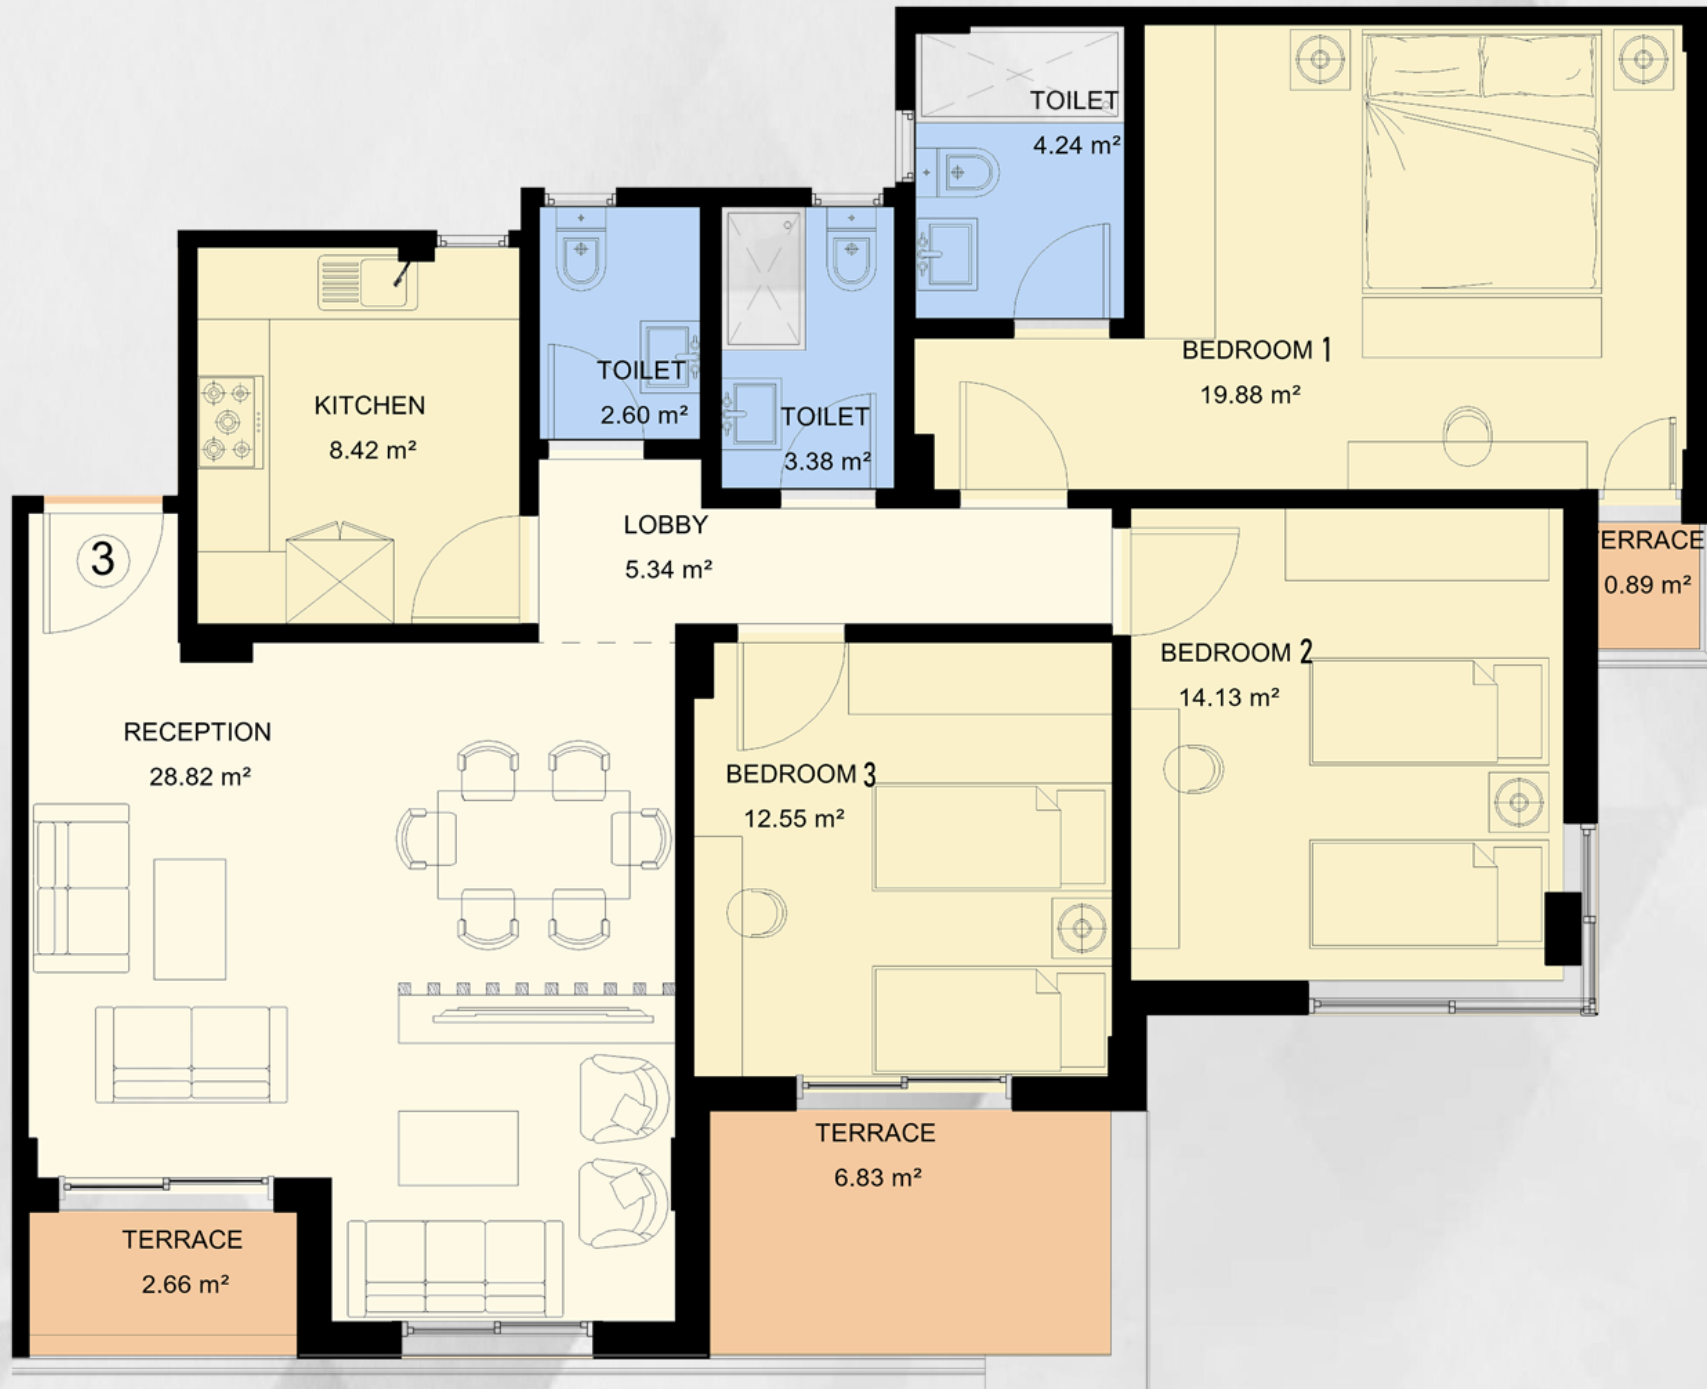 TOILET
4.24 m²
BEDROOM 1
19.88 m²
TOILET
2.60 m²
TOILET
3.38 m²
KITCHEN
8.42 m²
LOBBY
5.34 m²
3
ERRACE
0.89 m²
BEDROOM 2
14.13 m²
RECEPTION
28.82 m²
BEDROOM 3
12.55 m²
TERRACE
6.83 m²
TERRACE
2.66 m²